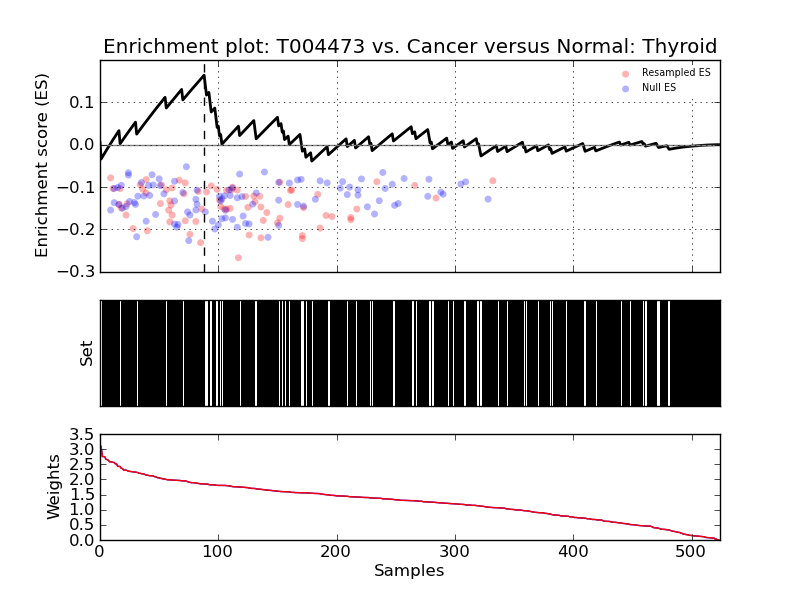 Enrichment plot: T004473 vs. Cancer versus Normal: Thyroid
Enrichment score (ES)
0.1
0.0
−0.1
−0.2
−0.3
Resampled ES
Null ES
Set
Weights
3.5
3.0
2.5
2.0
1.5
1.0
0.5
0.0
0 100 200 300 400 500
Samples